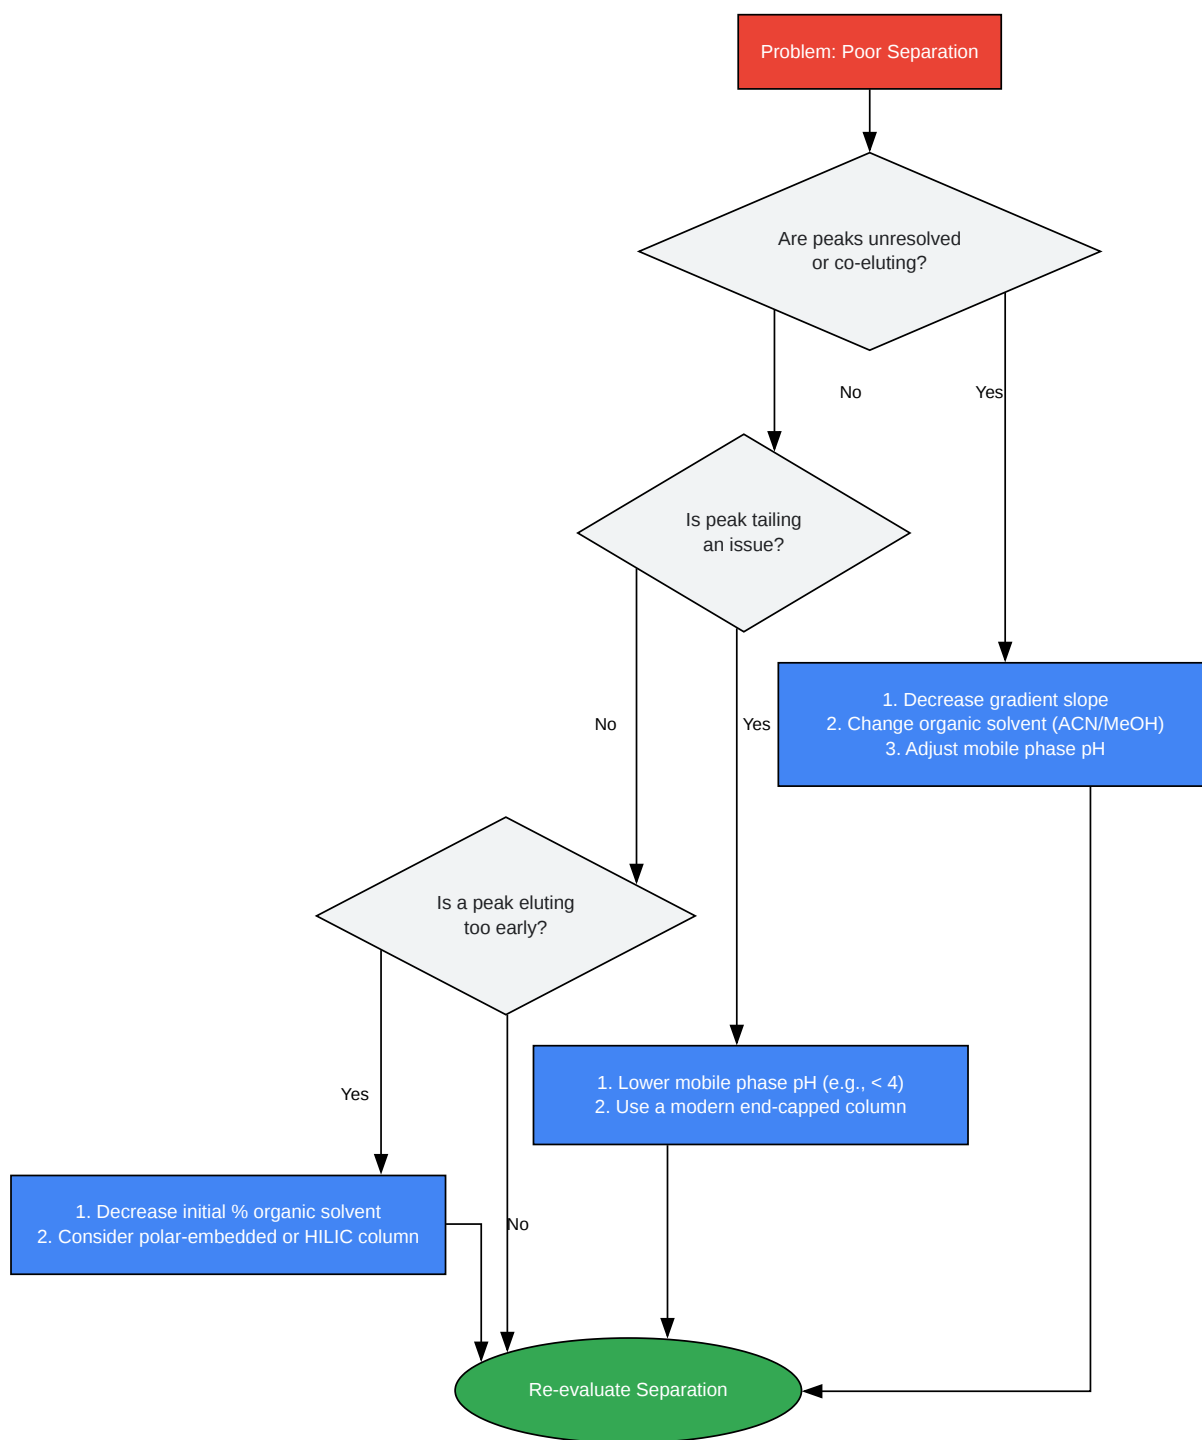 Problem: Poor Separation
Are peaks unresolved
or co-eluting?
No
Yes
Is peak tailing
an issue?
No
Yes
1. Decrease gradient slope
2. Change organic solvent (ACN/MeOH)
3. Adjust mobile phase pH
Is a peak eluting
too early?
Yes
1. Lower mobile phase pH (e.g., < 4)
2. Use a modern end-capped column
1. Decrease initial % organic solvent
2. Consider polar-embedded or HILIC column
No
Re-evaluate Separation